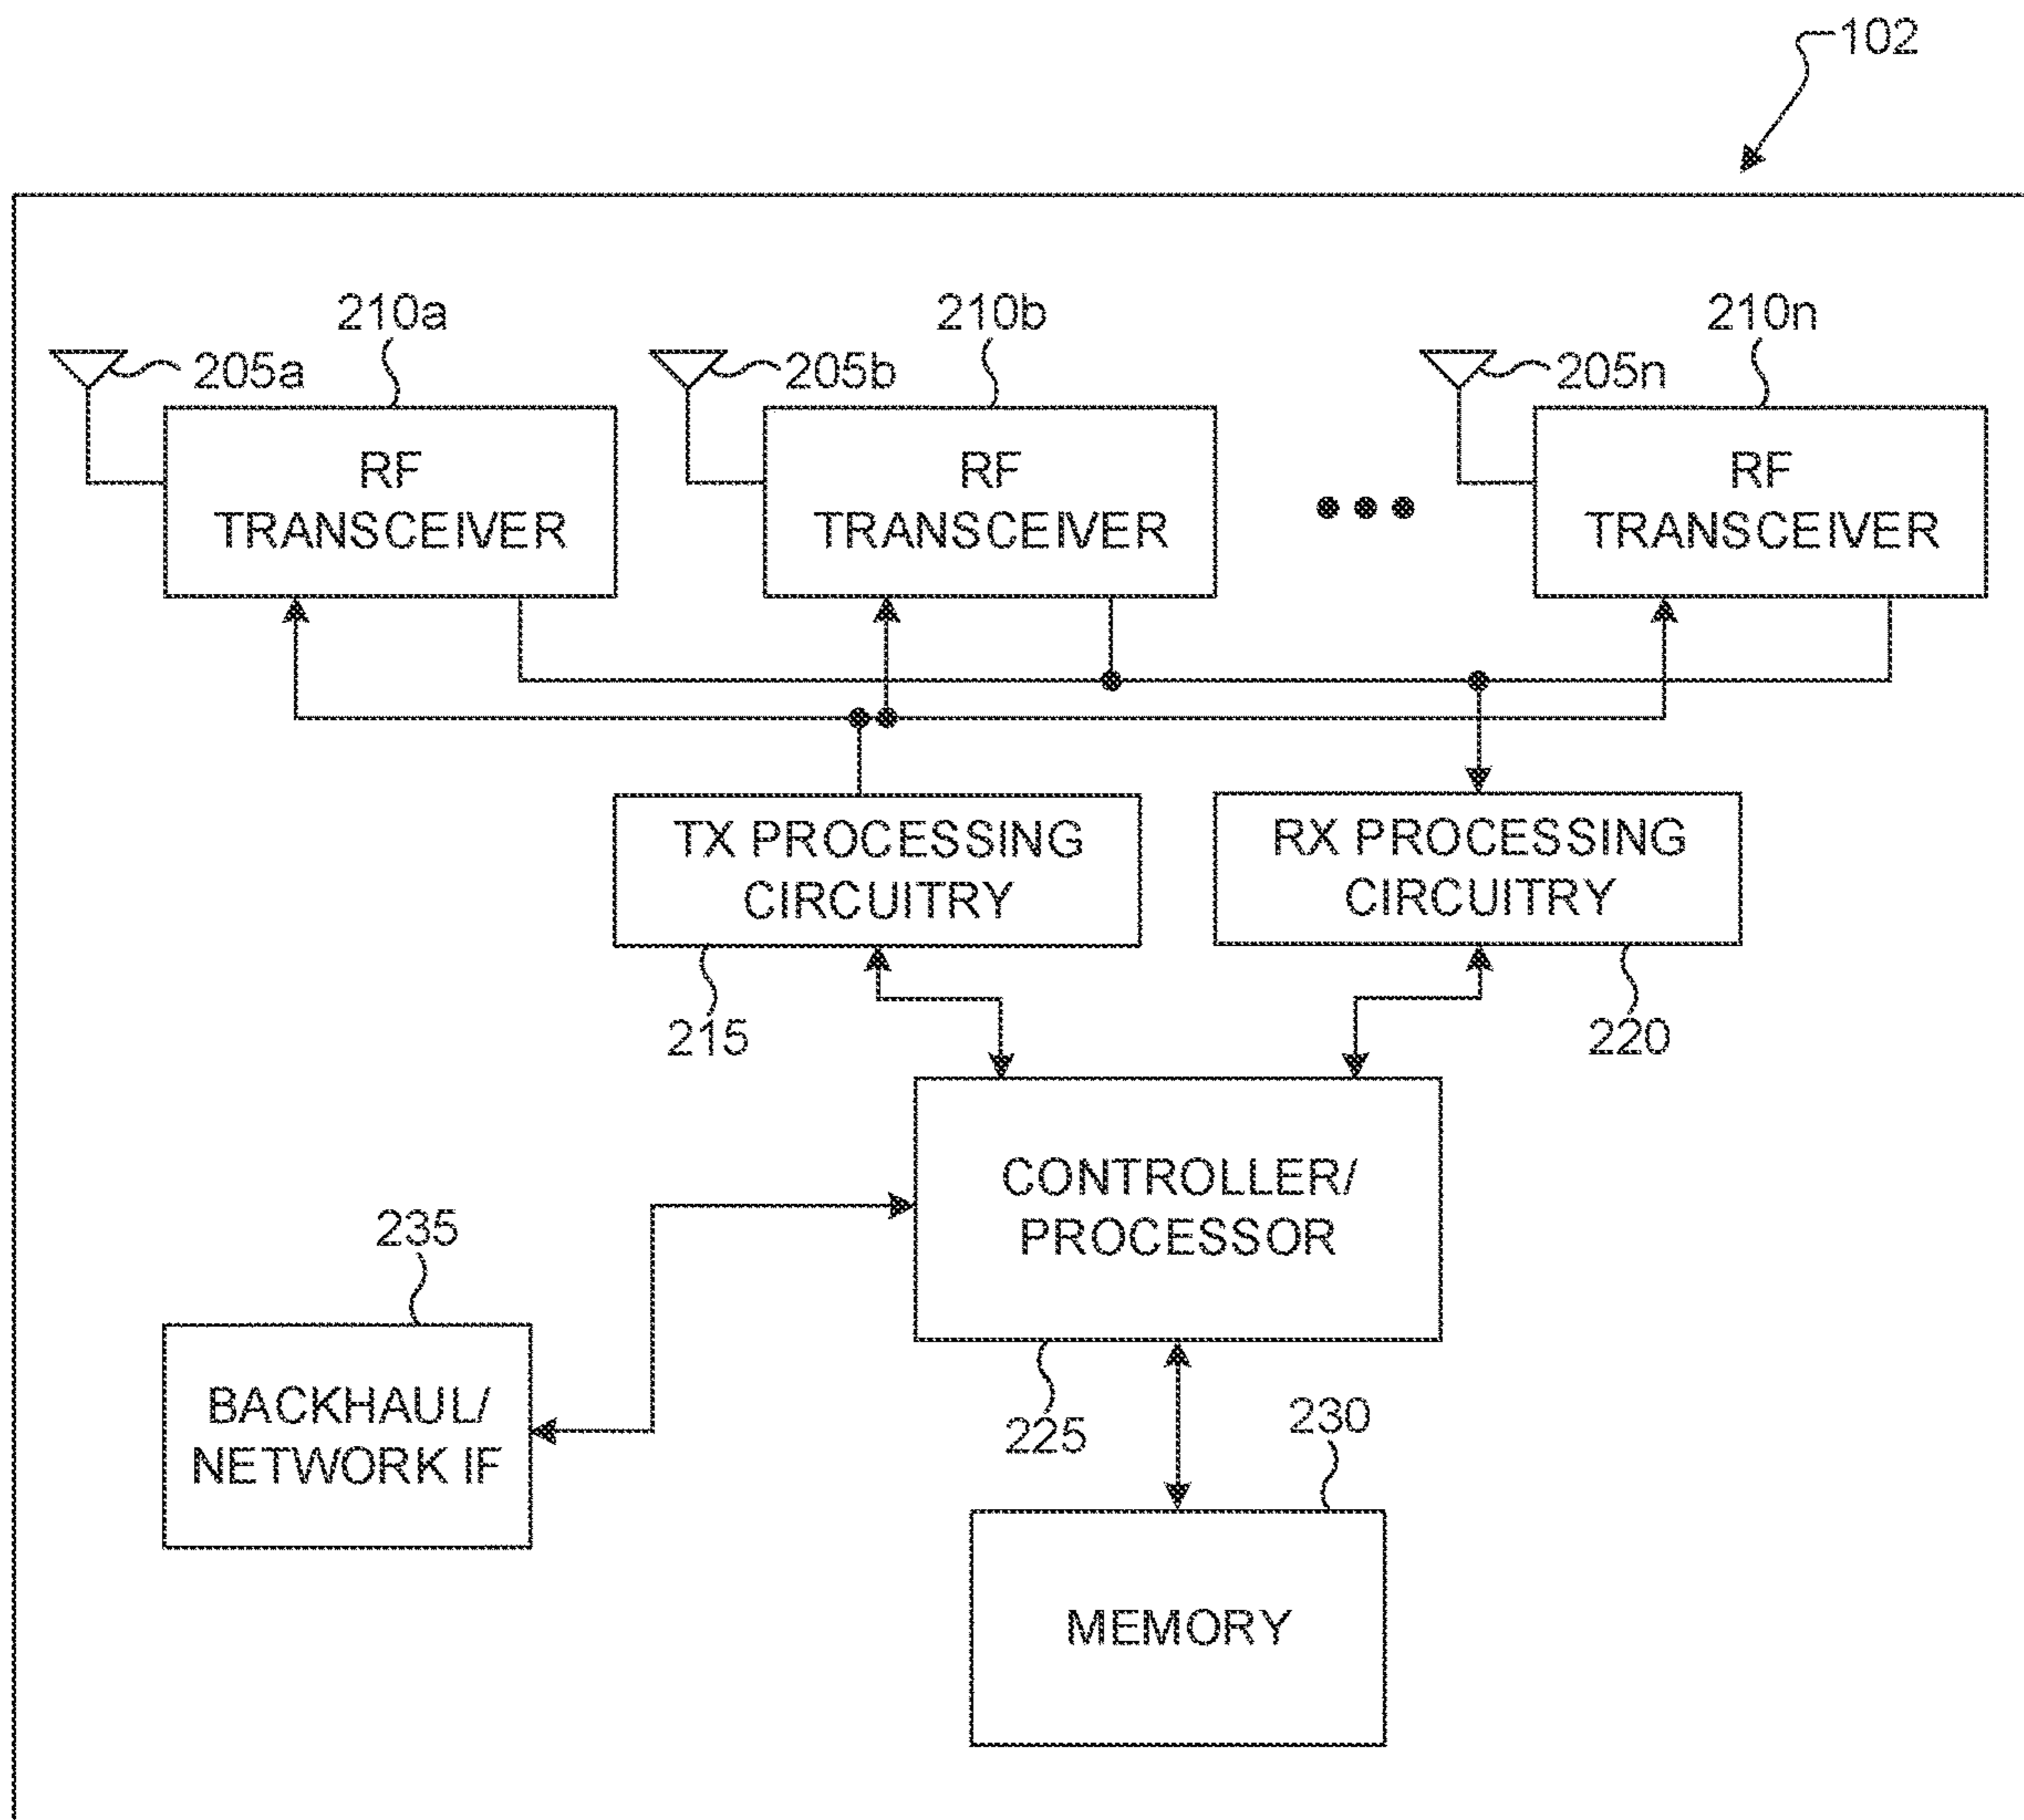 102
210a
210b
210n
205a
205b
205n
RF
TRANSCEIVER
RF
TRANSCEIVER
RF
TRANSCEIVER
TX PROCESSING
CIRCUITRY
RX PROCESSING
CIRCUITRY
215
220
CONTROLLER/
PROCESSOR
235
225
230
BACKHAUL/
NETWORK IF
MEMORY